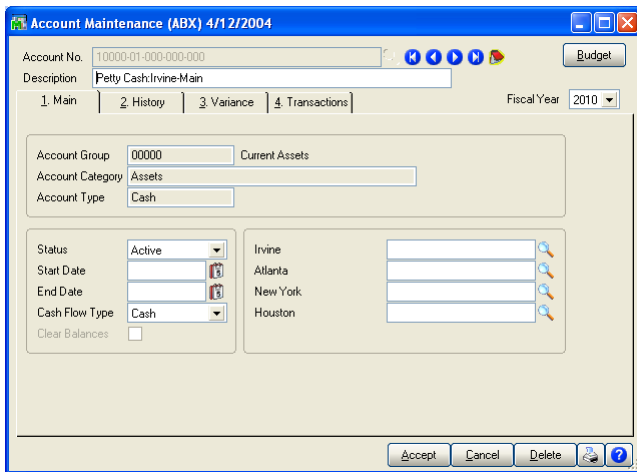 Account Maintenance (ABX) 4/12/2004
Account No. 10000-01-000-000-000 Budget
Description Petty Cash:Irvine-Main
1. Main 2. History 3. Variance 4. Transactions Fiscal Year 2010
Account Group 00000 Current Assets
Account Category Assets
Account Type Cash
Status Active Irvine
Start Date Atlanta
End Date New York
Cash Flow Type Cash Houston
Clear Balances
Accept Cancel Delete ?